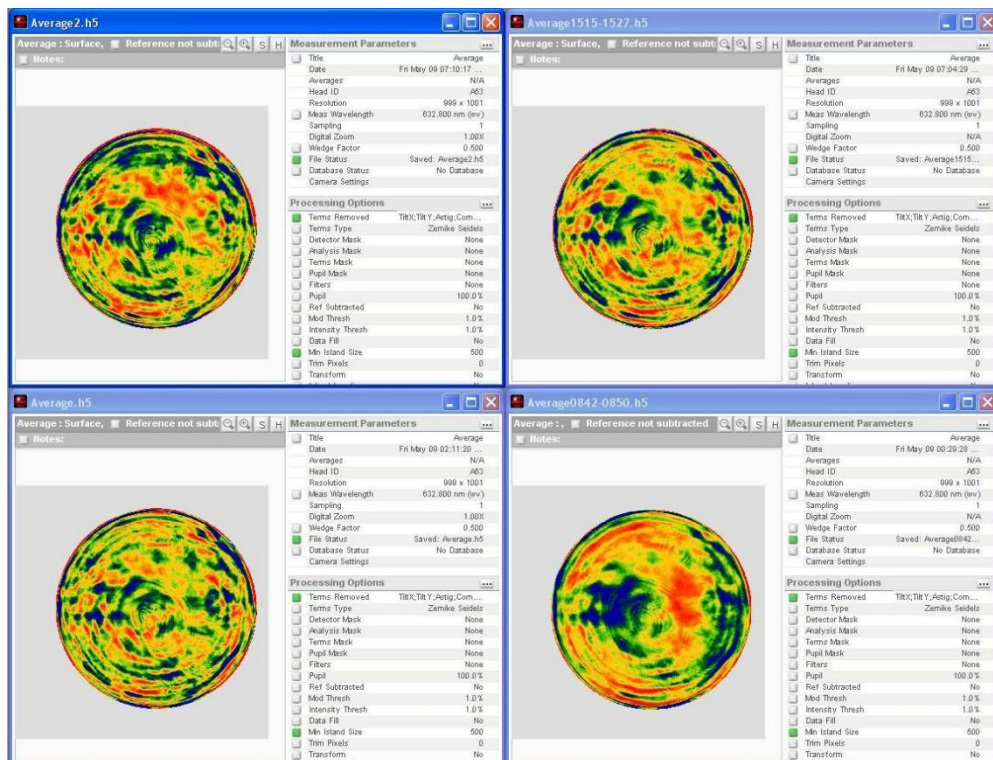 Average2.h5
Average : Surface, Reference not subt S H
Notes:
Measurement Parameters ...
Title Average
Date Fri May 09 07:10:17 ...
Averages N/A
Head ID A63
Resolution 999 x 1001
Meas Wavelength 632.800 nm (wv)
Sampling 1
Digital Zoom 1.00X
Wedge Factor 0.500
File Status Saved: Average2.h5
Database Status No Database
Camera Settings
Processing Options ...
Terms Removed TiltX;Tilt Y;Astig;Com...
Terms Type Zernike Seidels
Detector Mask None
Analysis Mask None
Terms Mask None
Pupil Mask None
Filters None
Pupil 100.0%
Ref Subtracted No
Mod Thresh 1.0%
Intensity Thresh 1.0%
Data Fill No
Min Island Size 500
Trim Pixels 0
Transform No
Average1515-1527.h5
Average : Surface, Reference not subt S H
Notes:
Measurement Parameters ...
Title Average
Date Fri May 09 07:04:29 ...
Averages N/A
Head ID A63
Resolution 999 x 1001
Meas Wavelength 632.800 nm (wv)
Sampling 1
Digital Zoom N/A
Wedge Factor 0.500
File Status Saved: Average1515...
Database Status No Database
Camera Settings
Processing Options ...
Terms Removed TiltX;Tilt Y;Astig;Com...
Terms Type Zernike Seidels
Detector Mask None
Analysis Mask None
Terms Mask None
Pupil Mask None
Filters None
Pupil 100.0%
Ref Subtracted No
Mod Thresh 1.0%
Intensity Thresh 1.0%
Data Fill No
Min Island Size 500
Trim Pixels 0
Transform No
Average.h5
Average : Surface, Reference not subt S H
Notes:
Measurement Parameters ...
Title Average
Date Fri May 09 02:11:20 ...
Averages N/A
Head ID A63
Resolution 999 x 1001
Meas Wavelength 632.800 nm (wv)
Sampling 1
Digital Zoom 1.00X
Wedge Factor 0.500
File Status Saved: Average.h5
Database Status No Database
Camera Settings
Processing Options ...
Terms Removed TiltX;Tilt Y;Astig;Com...
Terms Type Zernike Seidels
Detector Mask None
Analysis Mask None
Terms Mask None
Pupil Mask None
Filters None
Pupil 100.0%
Ref Subtracted No
Mod Thresh 1.0%
Intensity Thresh 1.0%
Data Fill No
Min Island Size 500
Trim Pixels 0
Transform No
Average0842-0850.h5
Average : , Reference not subtracted S H
Notes:
Measurement Parameters ...
Title Average
Date Fri May 09 00:29:28 ...
Averages N/A
Head ID A63
Resolution 999 x 1001
Meas Wavelength 632.800 nm (wv)
Sampling 1
Digital Zoom N/A
Wedge Factor 0.500
File Status Saved: Average0842...
Database Status No Database
Camera Settings
Processing Options ...
Terms Removed TiltX;Tilt Y;Astig;Com...
Terms Type Zernike Seidels
Detector Mask None
Analysis Mask None
Terms Mask None
Pupil Mask None
Filters None
Pupil 100.0%
Ref Subtracted No
Mod Thresh 1.0%
Intensity Thresh 1.0%
Data Fill No
Min Island Size 500
Trim Pixels 0
Transform No